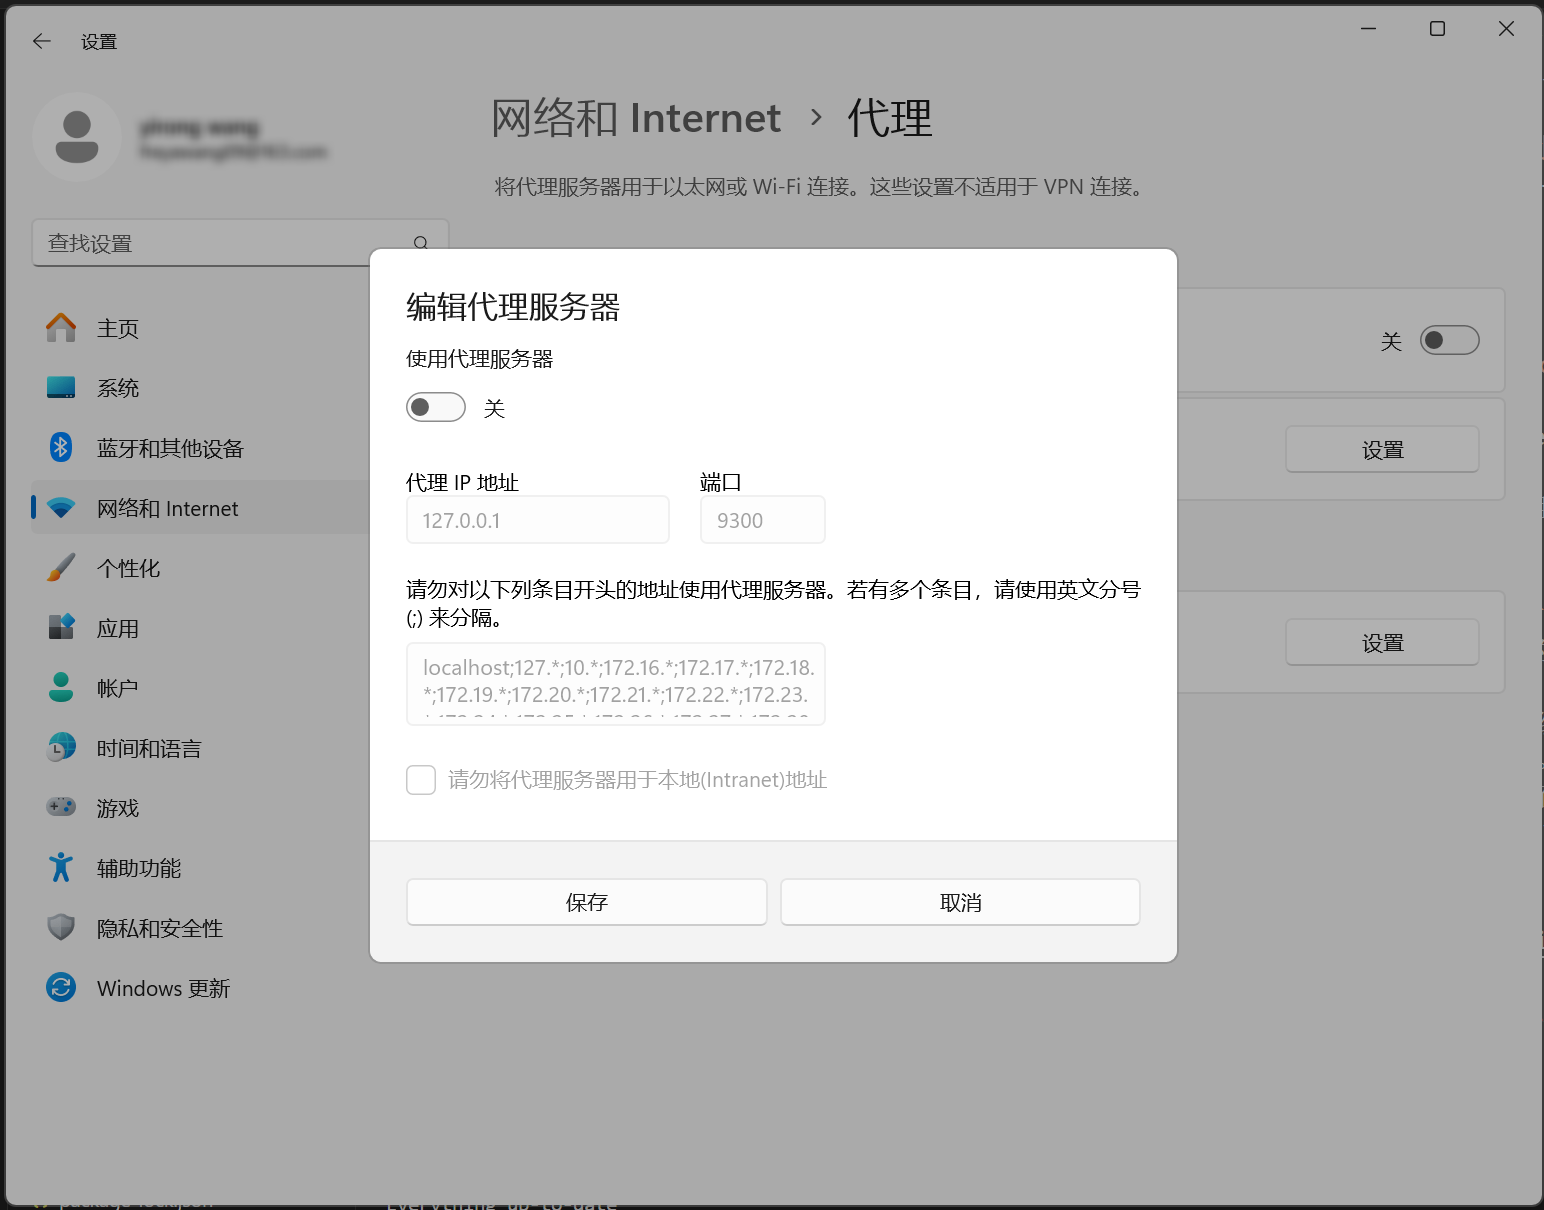 设置
网络和 Internet › 代理
将代理服务器用于以太网或 Wi-Fi 连接。这些设置不适用于 VPN 连接。
查找设置
主页
系统
蓝牙和其他设备
网络和 Internet
个性化
应用
帐户
时间和语言
游戏
辅助功能
隐私和安全性
Windows 更新
关
设置
设置
编辑代理服务器
使用代理服务器
关
代理 IP 地址
端口
127.0.0.1
9300
请勿对以下列条目开头的地址使用代理服务器。若有多个条目，请使用英文分号
(;) 来分隔。
localhost;127.*;10.*;172.16.*;172.17.*;172.18.
*;172.19.*;172.20.*;172.21.*;172.22.*;172.23.
请勿将代理服务器用于本地(Intranet)地址
保存
取消